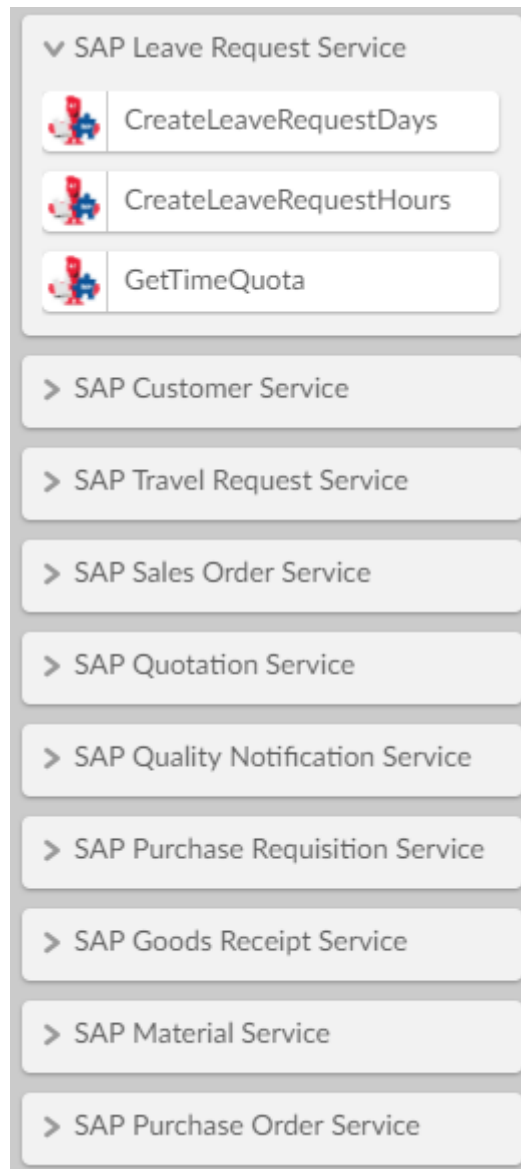 SAP Leave Request Service
CreateLeaveRequestDays
CreateLeaveRequestHours
GetTimeQuota
SAP Customer Service
SAP Travel Request Service
SAP Sales Order Service
SAP Quotation Service
SAP Quality Notification Service
SAP Purchase Requisition Service
SAP Goods Receipt Service
SAP Material Service
SAP Purchase Order Service